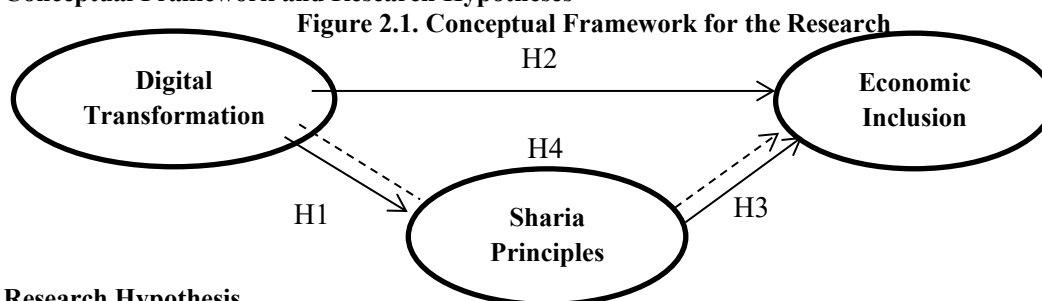 Conceptual Framework and Research Hypotheses
Figure 2.1. Conceptual Framework for the Research
H2
Digital
Transformation
Economic
Inclusion
H4
H1
Sharia
Principles
H3
Research Hypothesis